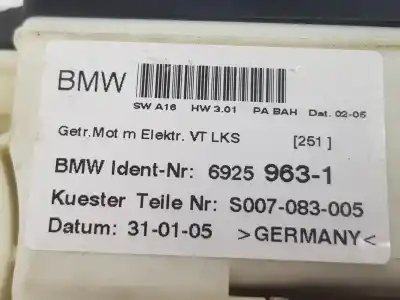 BMW
SW A16 HW 3.01 PA BAH Dat. 02-05
Getr.Mot m Elektr. VT LKS [251]
BMW Ident-Nr: 6925 963-1
Kuester Teile Nr: S007-083-005
Datum: 31-01-05 >GERMANY<